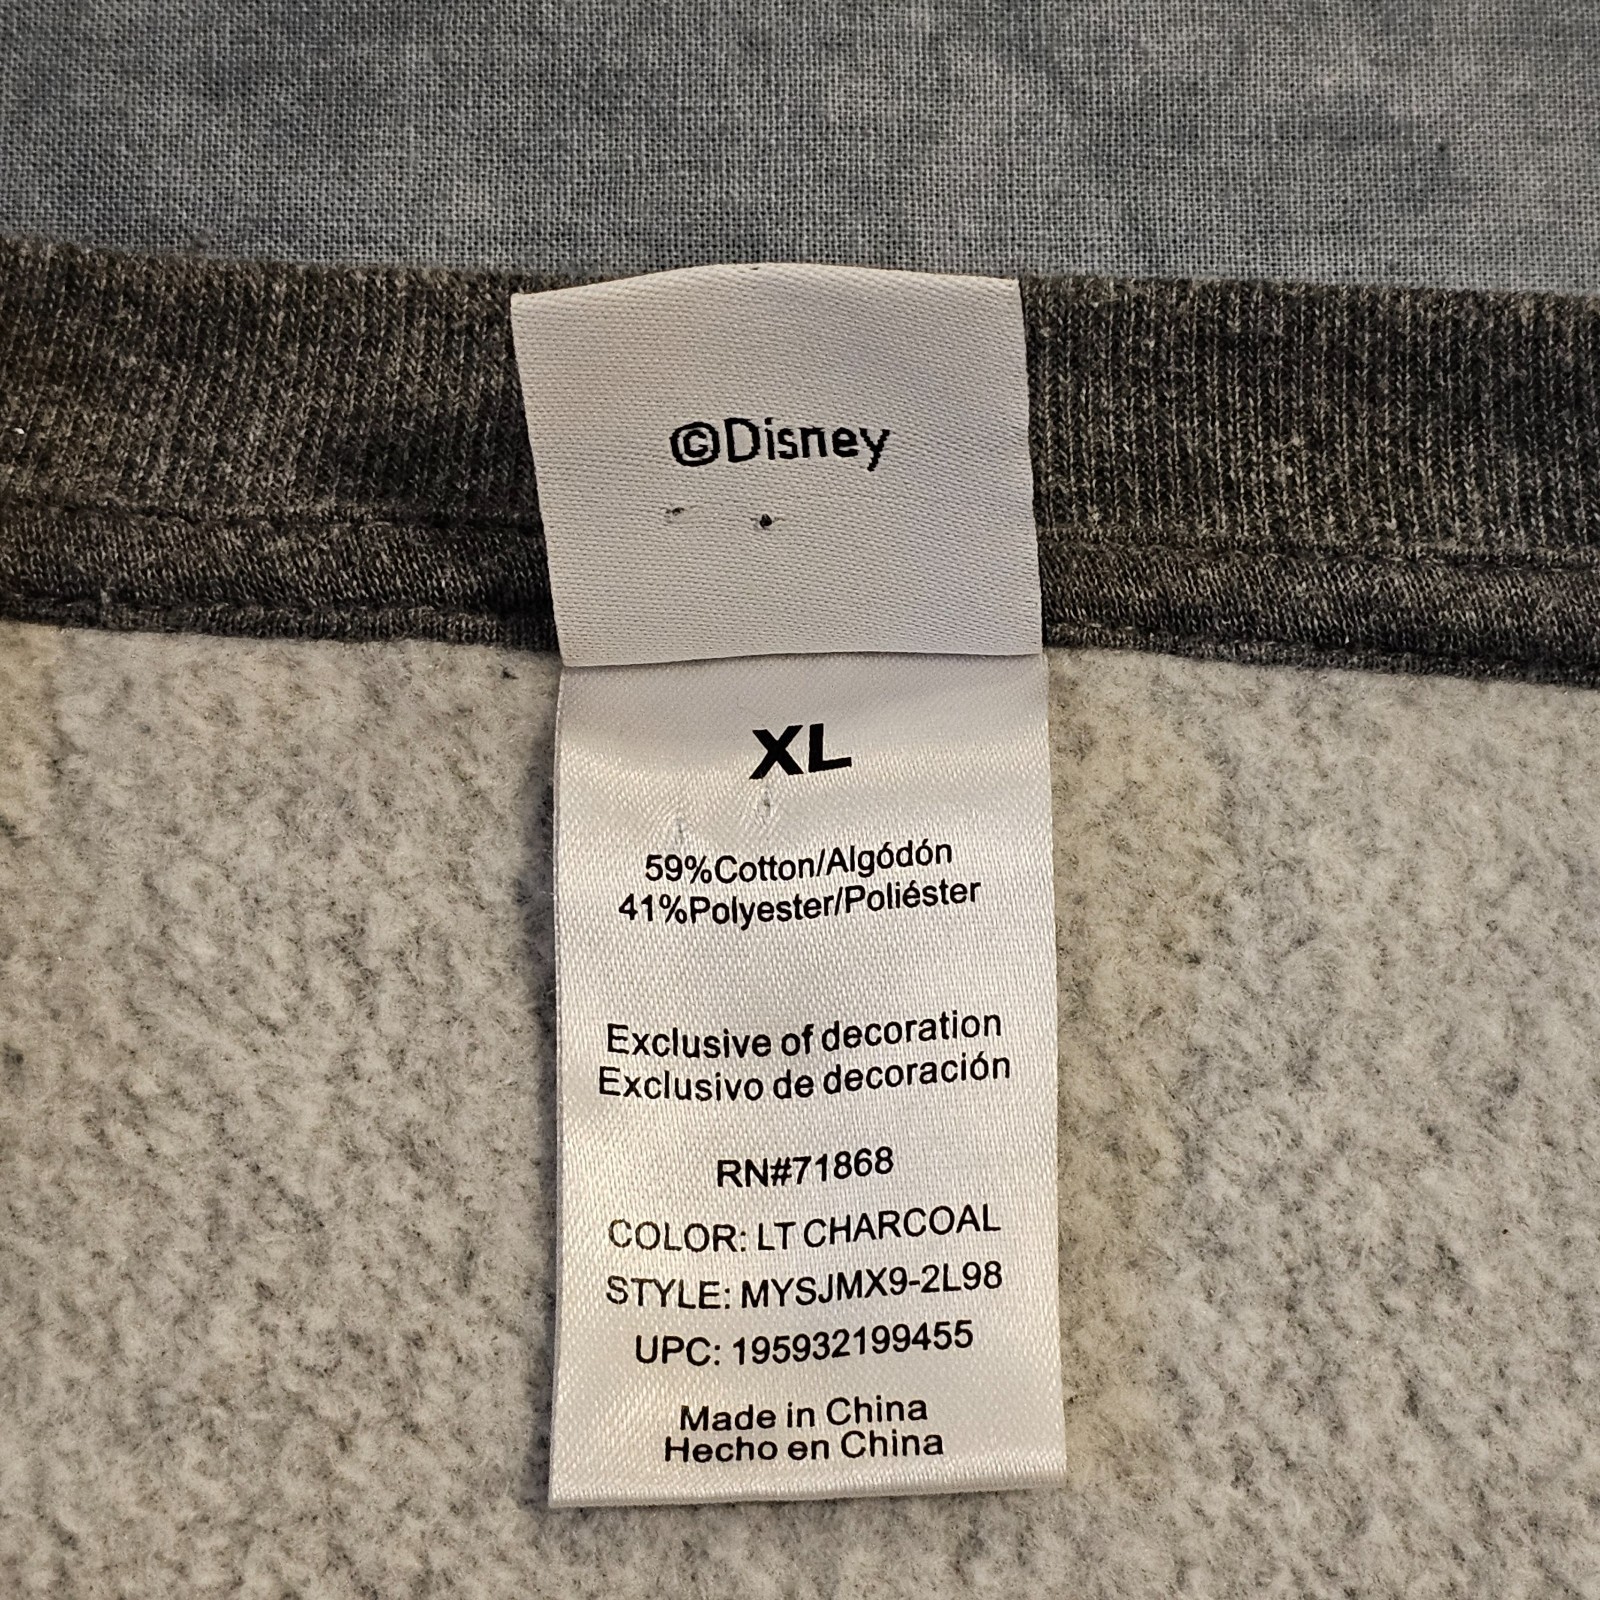 ©Disney
XL
59%Cotton/Algódón
41%Polyester/Poliéster
Exclusive of decoration
Exclusivo de decoración
RN#71868
COLOR: LT CHARCOAL
STYLE: MYSJMX9-2L98
UPC: 195932199455
Made in China
Hecho en China